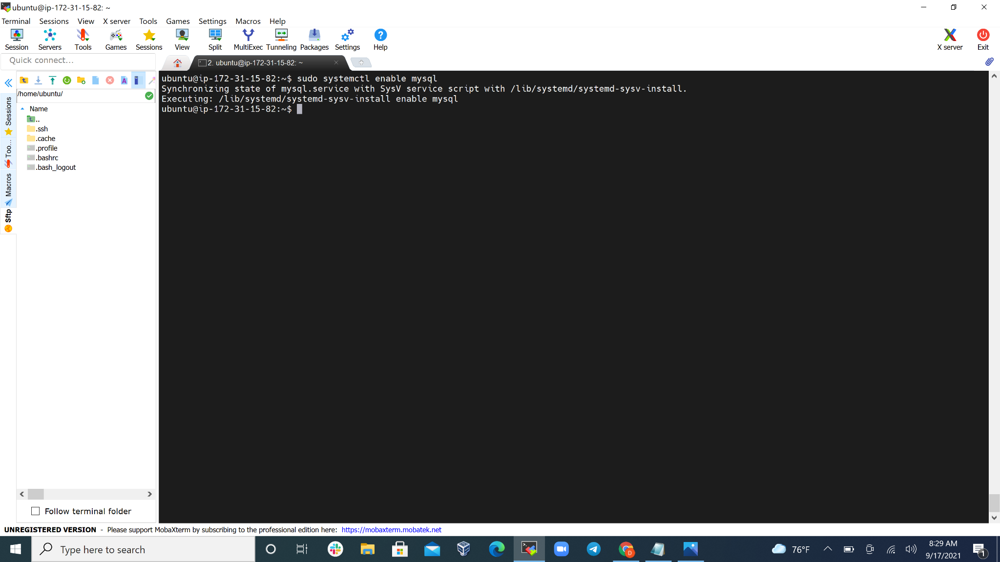 ubuntu@ip-172-31-15-82: ~
Terminal Sessions View X server Tools Games Settings Macros Help
Session Servers Tools Games Sessions View Split MultiExec Tunneling Packages Settings Help X server Exit
Quick connect...
2. ubuntu@ip-172-31-15-82: ~
/home/ubuntu/
Name
..
.ssh
.cache
.profile
.bashrc
.bash_logout
Sessions
Too...
Macros
Sftp
ubuntu@ip-172-31-15-82:~$ sudo systemctl enable mysql
Synchronizing state of mysql.service with SysV service script with /lib/systemd/systemd-sysv-install.
Executing: /lib/systemd/systemd-sysv-install enable mysql
ubuntu@ip-172-31-15-82:~$
Follow terminal folder
UNREGISTERED VERSION - Please support MobaXterm by subscribing to the professional edition here: https://mobaxterm.mobatek.net
Type here to search
76°F
8:29 AM
9/17/2021
1